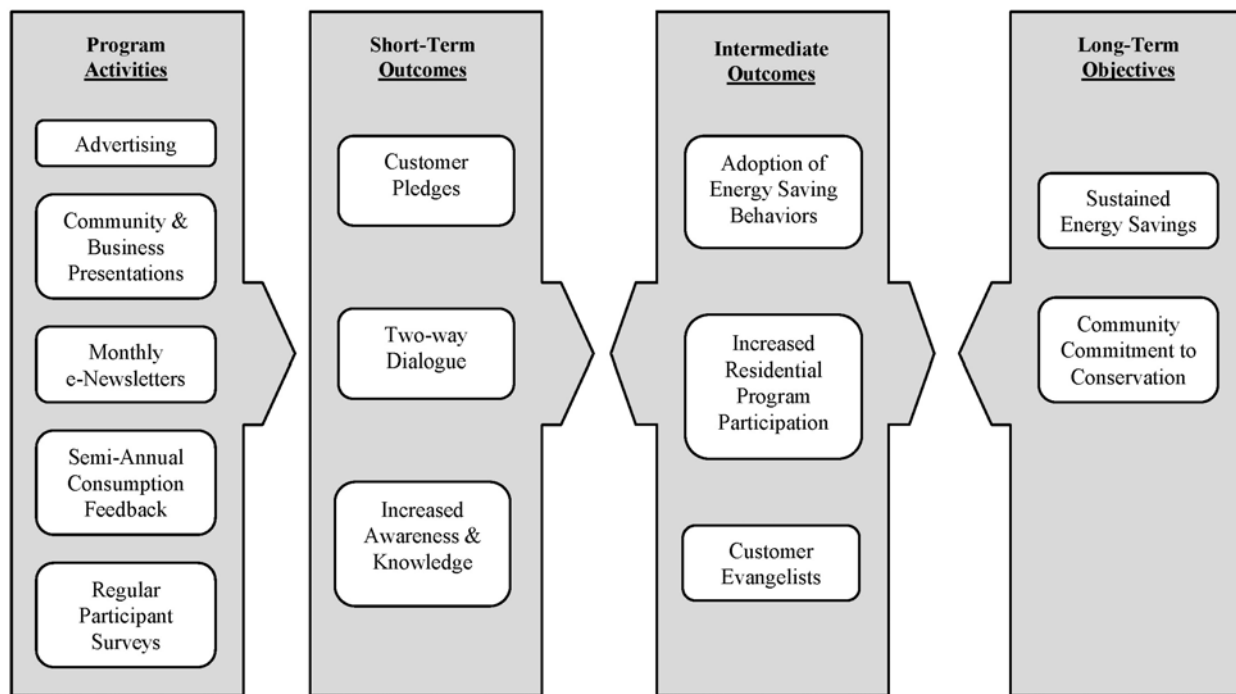 Program
Activities
Advertising
Community &
Business
Presentations
Monthly
e-Newsletters
Semi-Annual
Consumption
Feedback
Regular
Participant
Surveys
Short-Term
Outcomes
Customer
Pledges
Two-way
Dialogue
Increased
Awareness &
Knowledge
Intermediate
Outcomes
Adoption of
Energy Saving
Behaviors
Increased
Residential
Program
Participation
Customer
Evangelists
Long-Term
Objectives
Sustained
Energy Savings
Community
Commitment to
Conservation